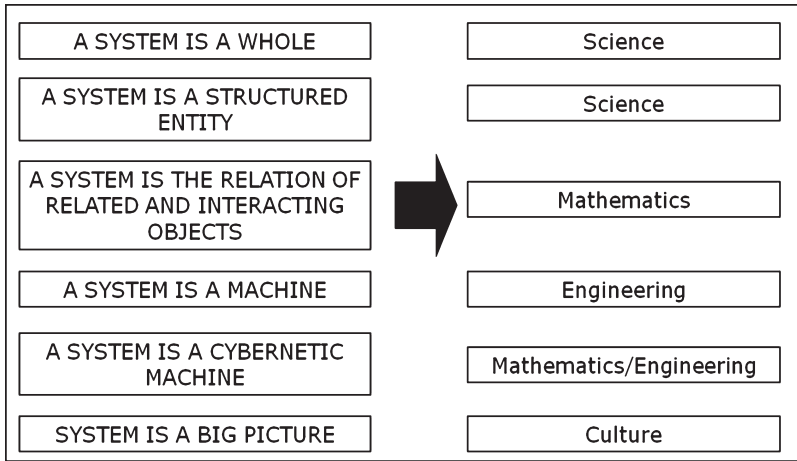 A SYSTEM IS A WHOLE
Science
A SYSTEM IS A STRUCTURED
ENTITY
Science
A SYSTEM IS THE RELATION OF
RELATED AND INTERACTING
OBJECTS
Mathematics
A SYSTEM IS A MACHINE
Engineering
A SYSTEM IS A CYBERNETIC
MACHINE
Mathematics/Engineering
SYSTEM IS A BIG PICTURE
Culture